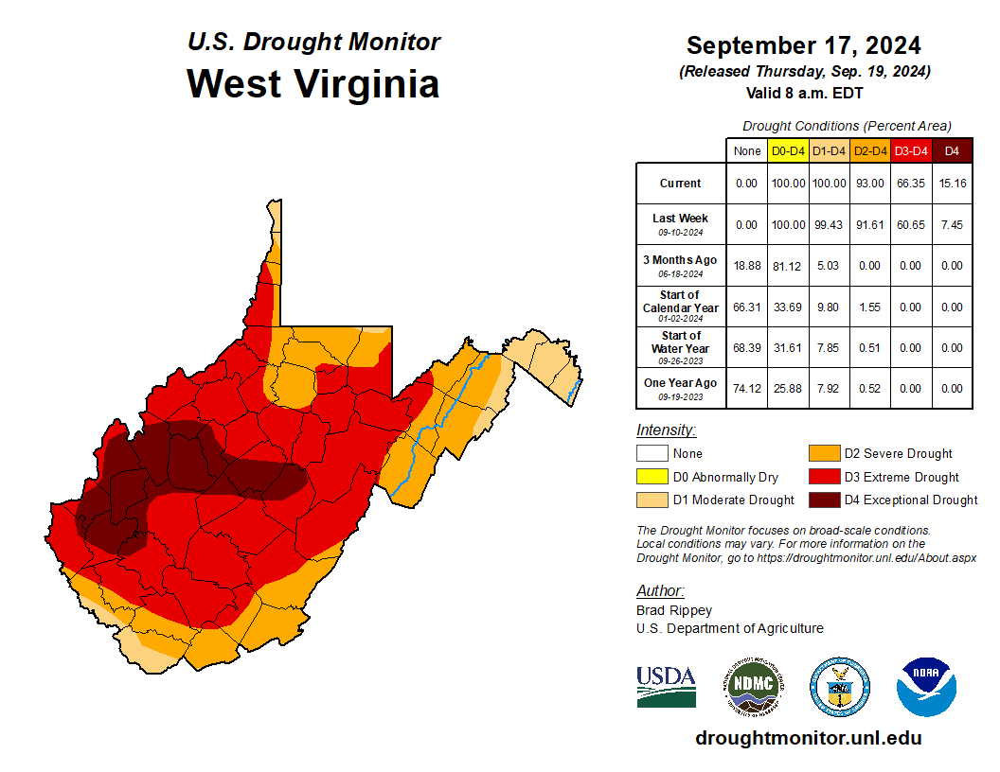 U.S. Drought Monitor
West Virginia
September 17, 2024
(Released Thursday, Sep. 19, 2024)
Valid 8 a.m. EDT
Drought Conditions (Percent Area)
None D0-D4 D1-D4 D2-D4 D3-D4 D4
Current 0.00 100.00 100.00 93.00 66.35 15.16
Last Week 0.00 100.00 99.43 91.61 60.65 7.45
09-10-2024
3 Months Ago 18.88 81.12 5.03 0.00 0.00 0.00
06-18-2024
Start of
Calendar Year 66.31 33.69 9.80 1.55 0.00 0.00
01-02-2024
Start of
Water Year 68.39 31.61 7.85 0.51 0.00 0.00
09-26-2023
One Year Ago 74.12 25.88 7.92 0.52 0.00 0.00
09-19-2023
Intensity:
None
D0 Abnormally Dry
D1 Moderate Drought
D2 Severe Drought
D3 Extreme Drought
D4 Exceptional Drought
The Drought Monitor focuses on broad-scale conditions.
Local conditions may vary. For more information on the
Drought Monitor, go to https://droughtmonitor.unl.edu/About.aspx
Author:
Brad Rippey
U.S. Department of Agriculture
USDA
NATIONAL DROUGHT MITIGATION CENTER
NDMC
UNIVERSITY OF NEBRASKA
NOAA
droughtmonitor.unl.edu